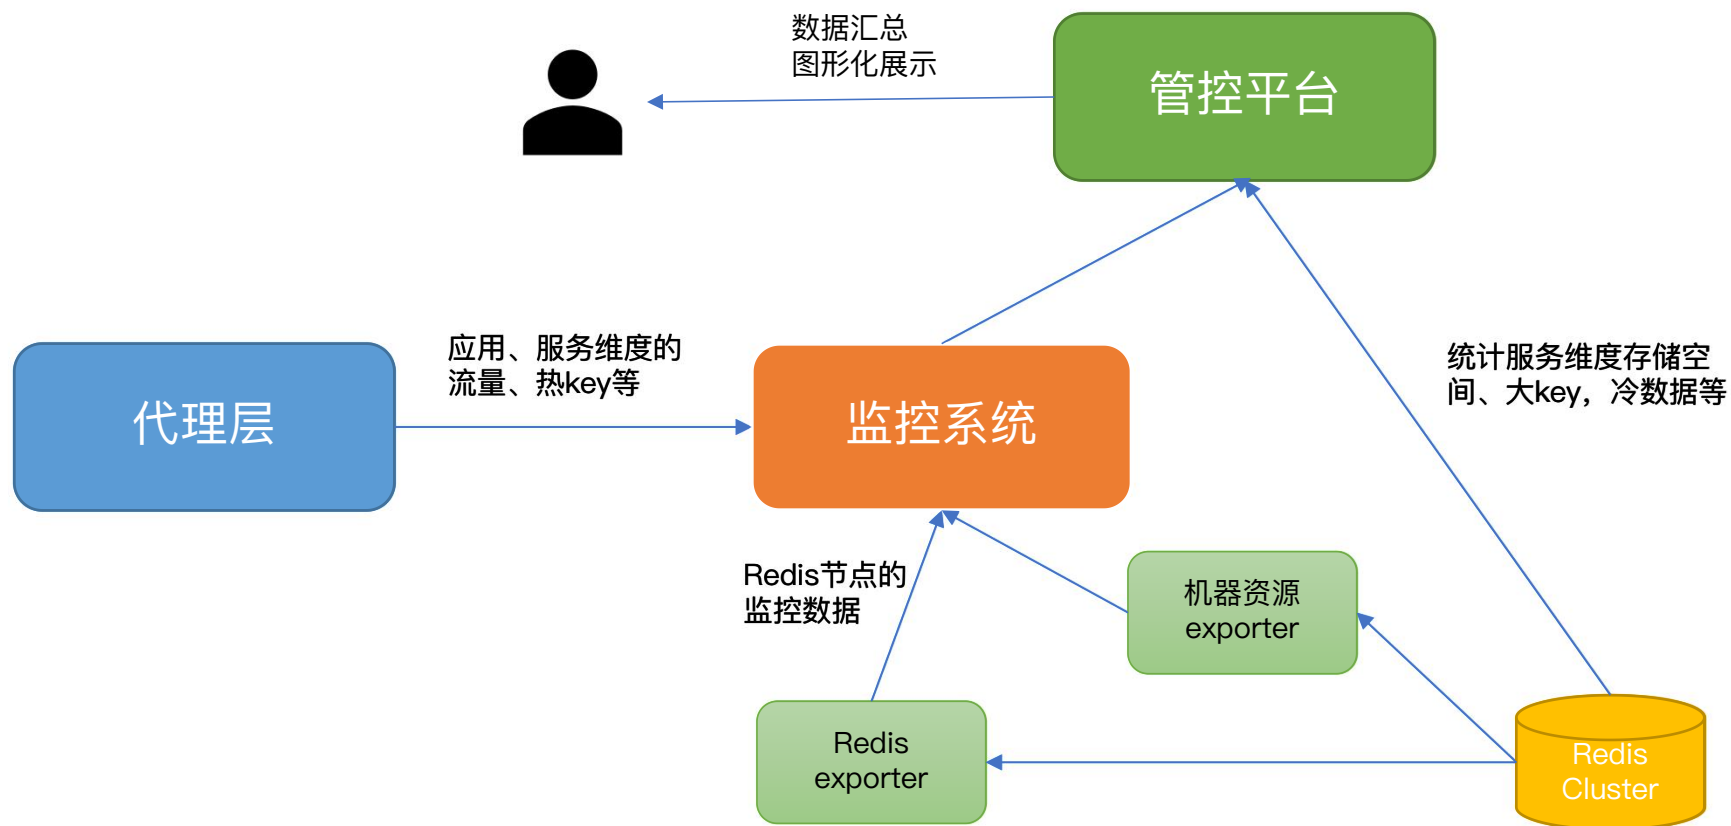 数据汇总
图形化展示
管控平台
应用、服务维度的
流量、热key等
代理层
监控系统
统计服务维度存储空
间、大key，冷数据等
Redis节点的
监控数据
机器资源
exporter
Redis
exporter
Redis
Cluster